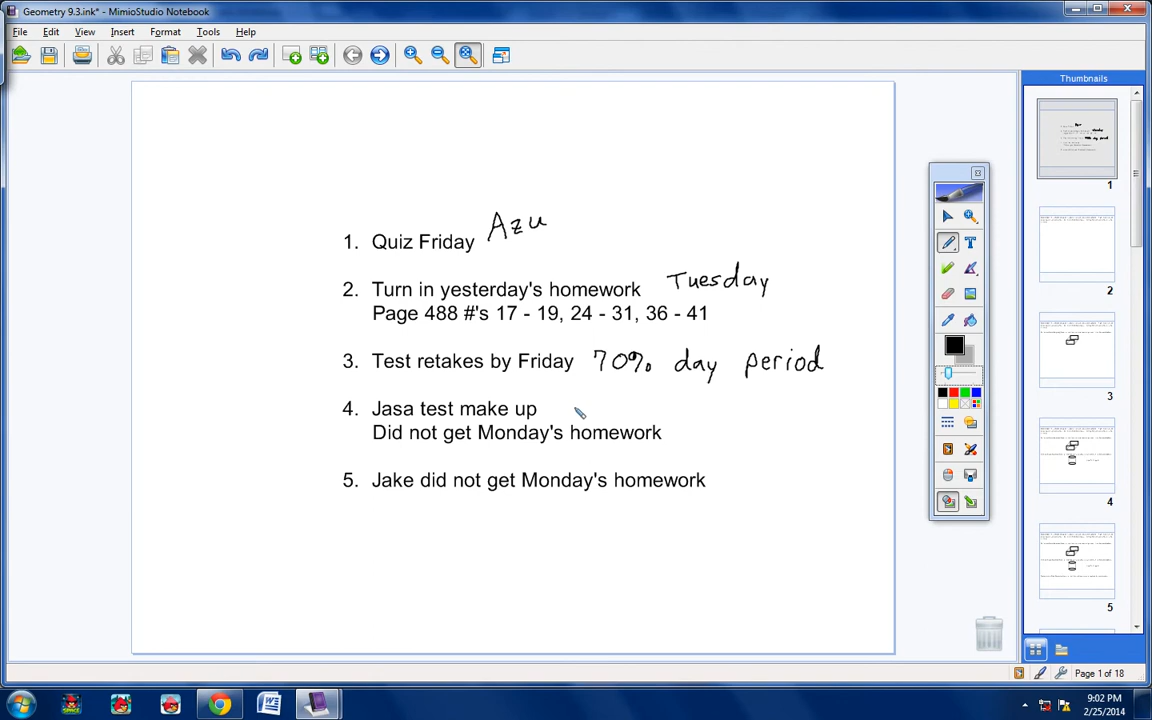 Geometry 9.3.ink* - MimioStudio Notebook
File Edit View Insert Format Tools Help
Thumbnails
1. Quiz Friday Azu
2. Turn in yesterday's homework Tuesday
Page 488 #'s 17 - 19, 24 - 31, 36 - 41
3. Test retakes by Friday 70% day period
4. Jasa test make up
Did not get Monday's homework
5. Jake did not get Monday's homework
1
2
3
4
5
Page 1 of 18
9:02 PM
2/25/2014